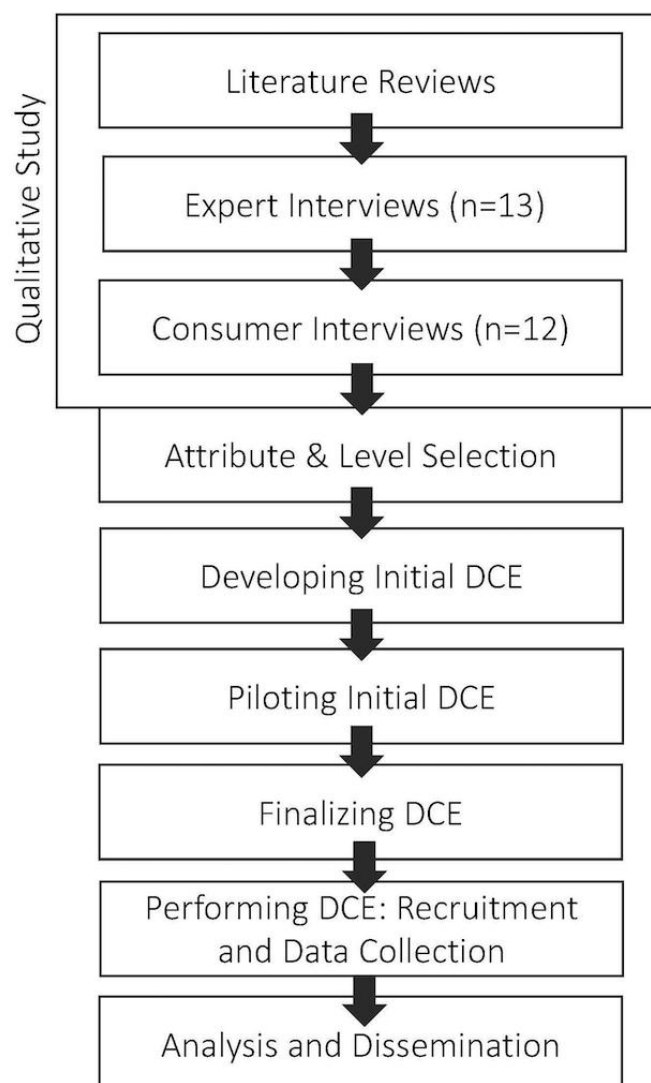 Qualitative Study
Literature Reviews
Expert Interviews (n=13)
Consumer Interviews (n=12)
Attribute & Level Selection
Developing Initial DCE
Piloting Initial DCE
Finalizing DCE
Performing DCE: Recruitment
and Data Collection
Analysis and Dissemination